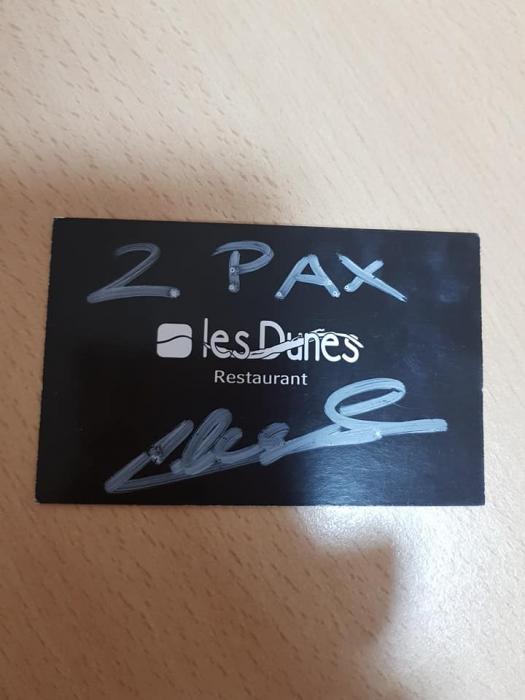 2 PAX
les Dunes
Restaurant